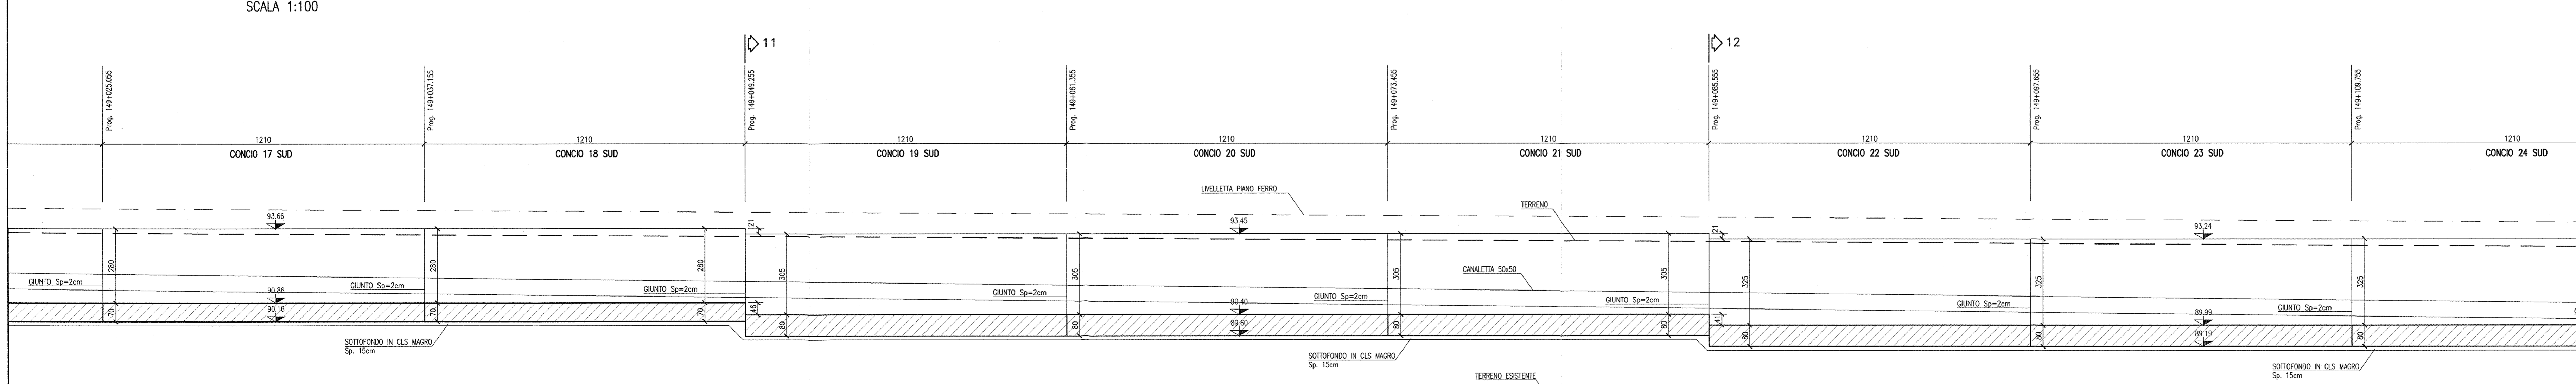 SCALA 1:100
11
12
Prog. 149+025.055
Prog. 149+037.155
Prog. 149+049.255
Prog. 149+061.355
Prog. 149+073.455
Prog. 149+085.555
Prog. 149+097.655
Prog. 149+109.755
1210
1210
1210
1210
1210
1210
1210
1210
CONCIO 17 SUD
CONCIO 18 SUD
CONCIO 19 SUD
CONCIO 20 SUD
CONCIO 21 SUD
CONCIO 22 SUD
CONCIO 23 SUD
CONCIO 24 SUD
LIVELLETTA PIANO FERRO
TERRENO
93.66
21
93.45
21
93.24
280
280
280
305
305
305
305
325
325
325
CANALETTA 50x50
GIUNTO Sp=2cm
GIUNTO Sp=2cm
GIUNTO Sp=2cm
GIUNTO Sp=2cm
GIUNTO Sp=2cm
GIUNTO Sp=2cm
GIUNTO Sp=2cm
GIUNTO Sp=2cm
90.86
46
90.40
41
89.99
70
90.16
70
70
80
80
89.60
80
80
80
80
89.19
80
SOTTOFONDO IN CLS MAGRO
Sp. 15cm
SOTTOFONDO IN CLS MAGRO
Sp. 15cm
SOTTOFONDO IN CLS MAGRO
Sp. 15cm
TERRENO ESISTENTE